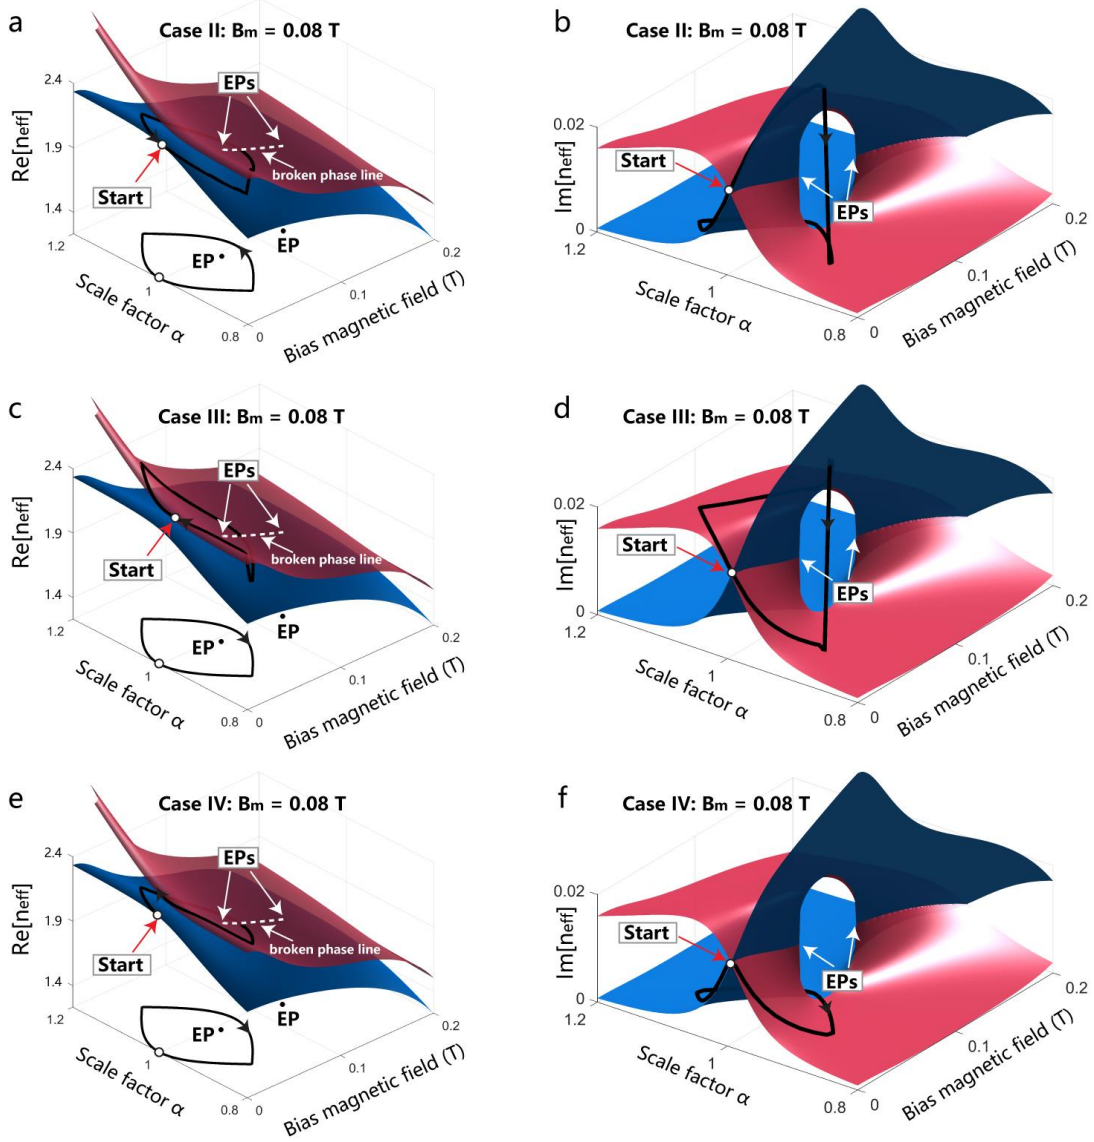 a
Case II: Bm = 0.08 T
EPs
broken phase line
Start
EP
EP
Re[neff]
2.4
1.9
1.4
1.2
1
0.8
0
0.1
0.2
Scale factor α
Bias magnetic field (T)
b
Case II: Bm = 0.08 T
Start
EPs
Im[neff]
0.02
0
1.2
1
0.8
0
0.1
0.2
Scale factor α
Bias magnetic field (T)
c
Case III: Bm = 0.08 T
EPs
broken phase line
Start
EP
EP
Re[neff]
2.4
1.9
1.4
1.2
1
0.8
0
0.1
0.2
Scale factor α
Bias magnetic field (T)
d
Case III: Bm = 0.08 T
Start
EPs
Im[neff]
0.02
0
1.2
1
0.8
0
0.1
0.2
Scale factor α
Bias magnetic field (T)
e
Case IV: Bm = 0.08 T
EPs
broken phase line
Start
EP
EP
Re[neff]
2.4
1.9
1.4
1.2
1
0.8
0
0.1
0.2
Scale factor α
Bias magnetic field (T)
f
Case IV: Bm = 0.08 T
Start
EPs
Im[neff]
0.02
0
1.2
1
0.8
0
0.1
0.2
Scale factor α
Bias magnetic field (T)